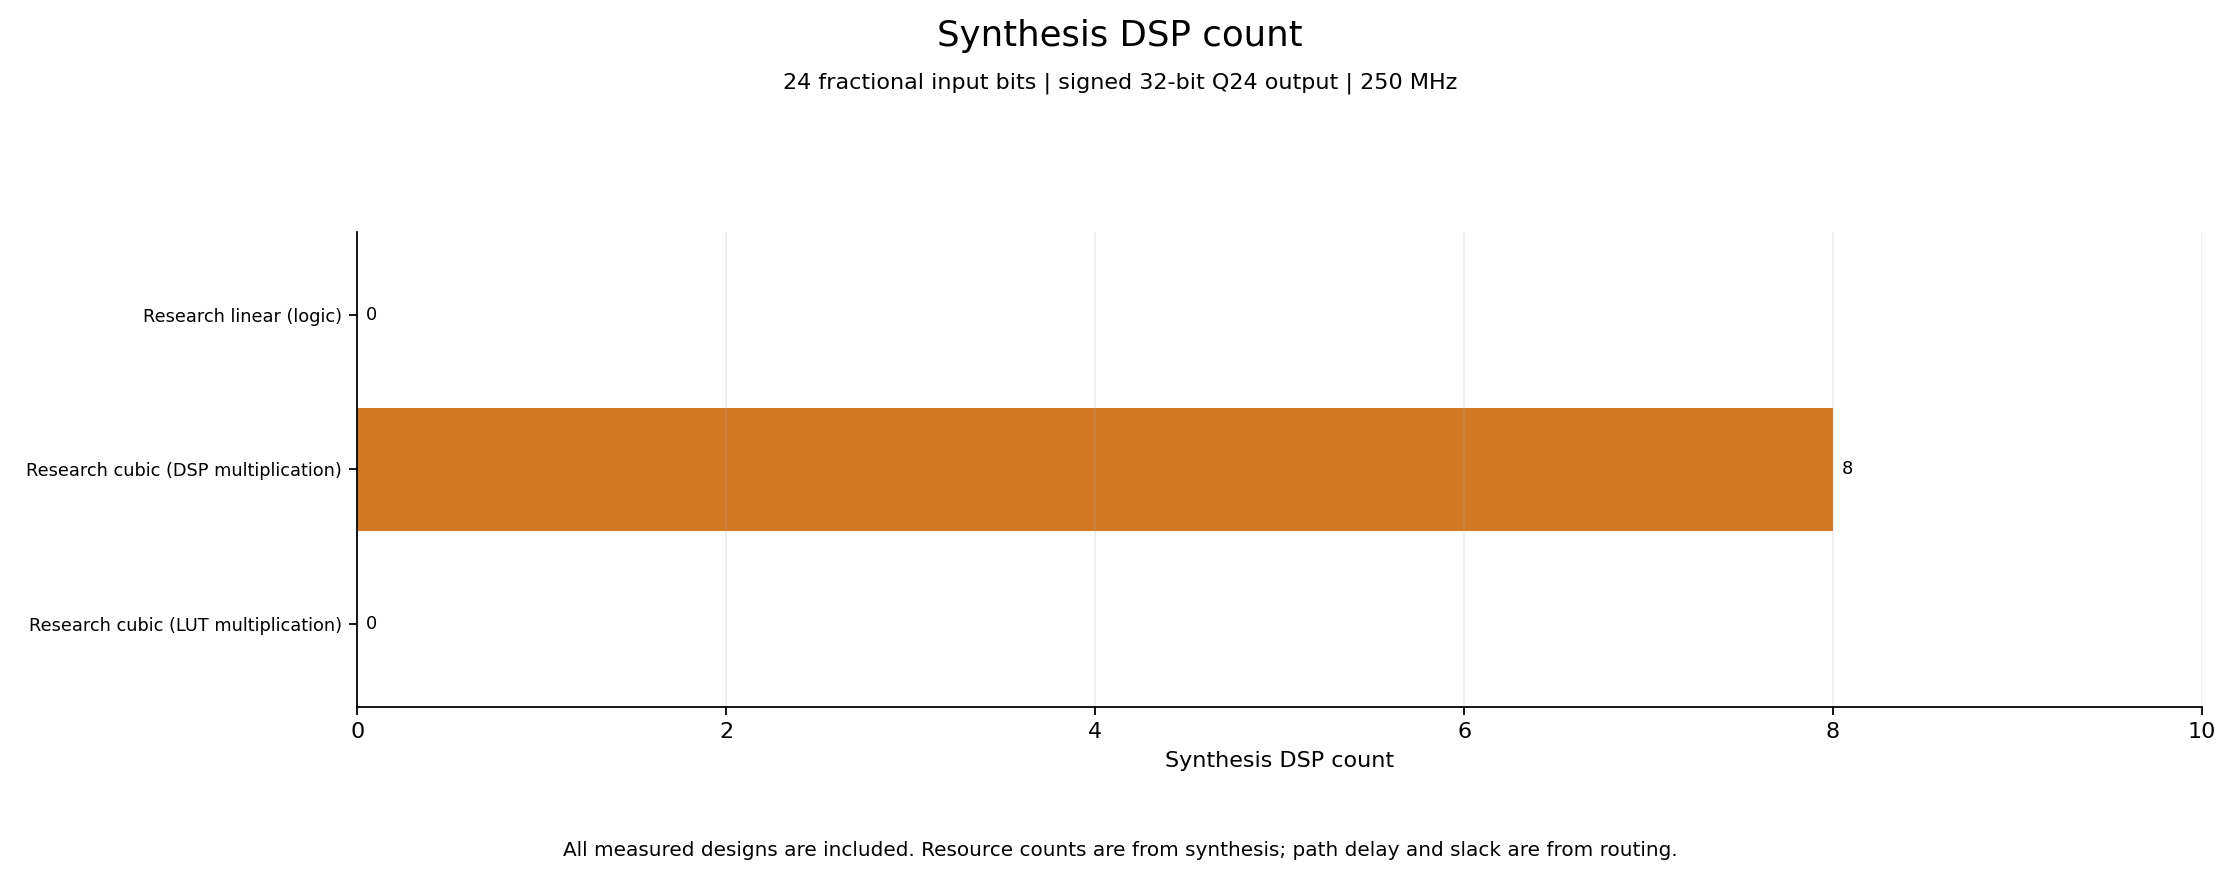 Synthesis DSP count
24 fractional input bits | signed 32-bit Q24 output | 250 MHz
Research linear (logic)
0
Research cubic (DSP multiplication)
8
Research cubic (LUT multiplication)
0
0 2 4 6 8 10
Synthesis DSP count
All measured designs are included. Resource counts are from synthesis; path delay and slack are from routing.